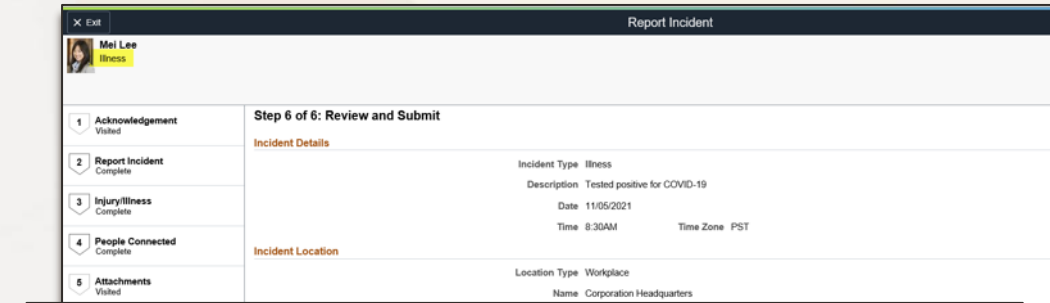 X Exit
Report Incident
Mei Lee
Illness
1 Acknowledgement
Visited
2 Report Incident
Complete
3 Injury/Illness
Complete
4 People Connected
Complete
5 Attachments
Visited
Step 6 of 6: Review and Submit
Incident Details
Incident Type Illness
Description Tested positive for COVID-19
Date 11/05/2021
Time 8:30AM Time Zone PST
Incident Location
Location Type Workplace
Name Corporation Headquarters